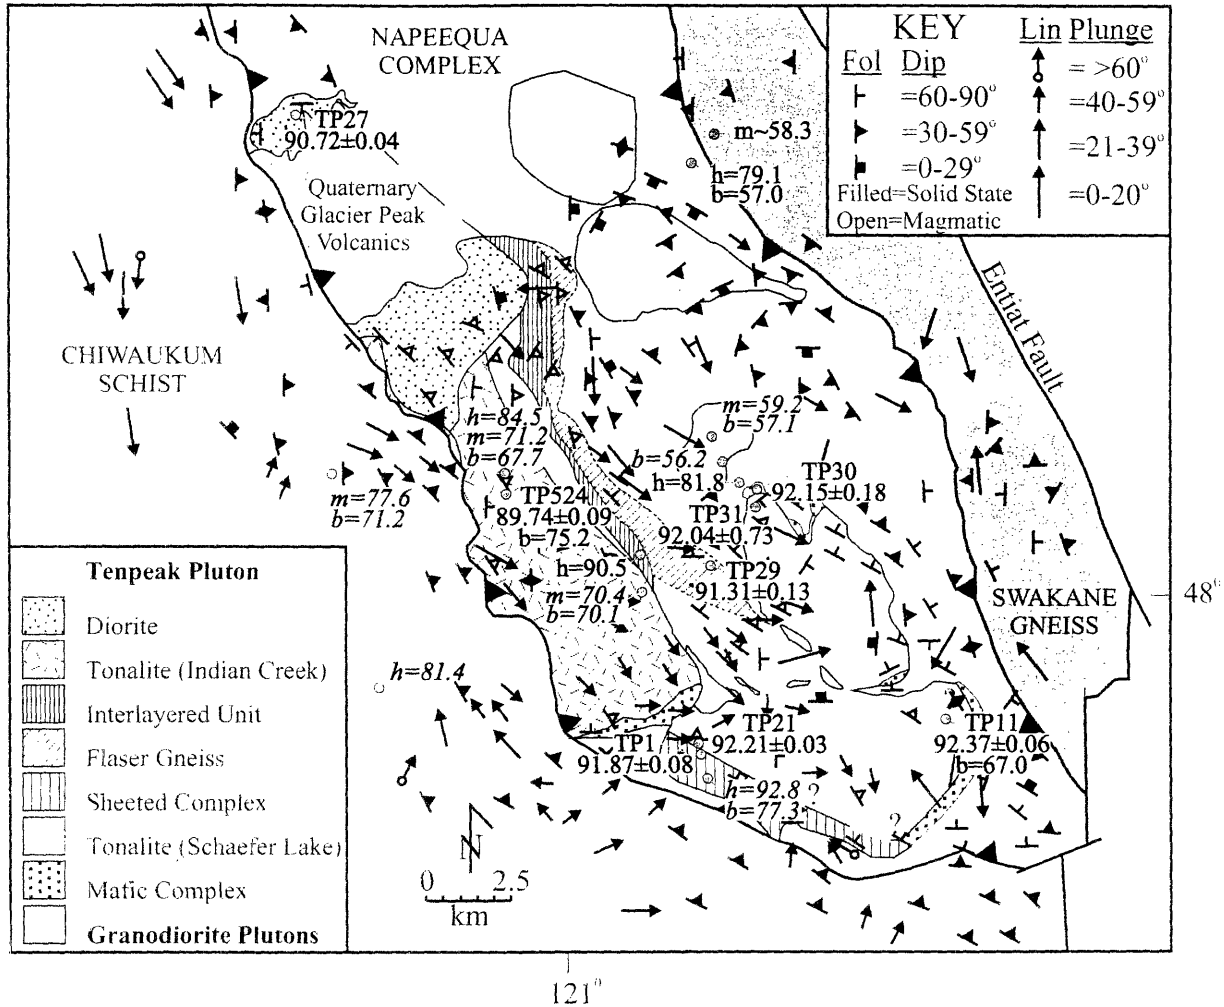 NAPEEQUA
COMPLEX
KEY
Fol Dip
=60-90°
=30-59°
=0-29°
Filled=Solid State
Open=Magmatic
Lin Plunge
= >60°
=40-59°
=21-39°
=0-20°
TP27
90.72±0.04
m~58.3
h=79.1
b=57.0
Quaternary
Glacier Peak
Volcanics
Entiat Fault
CHIWAUKUM
SCHIST
h=84.5
m=71.2
b=67.7
m=59.2
b=57.1
b=56.2
h=81.8
TP30
92.15±0.18
m=77.6
b=71.2
TP524
89.74±0.09
b=75.2
TP31
92.04±0.73
h=90.5
TP29
91.31±0.13
m=70.4
b=70.1
SWAKANE
GNEISS
48°
h=81.4
TP1
91.87±0.08
TP21
92.21±0.03
TP11
92.37±0.06
b=67.0
h=92.8
b=77.3
?
?
N
0 2.5
km
Tenpeak Pluton
Diorite
Tonalite (Indian Creek)
Interlayered Unit
Flaser Gneiss
Sheeted Complex
Tonalite (Schaefer Lake)
Mafic Complex
Granodiorite Plutons
121°